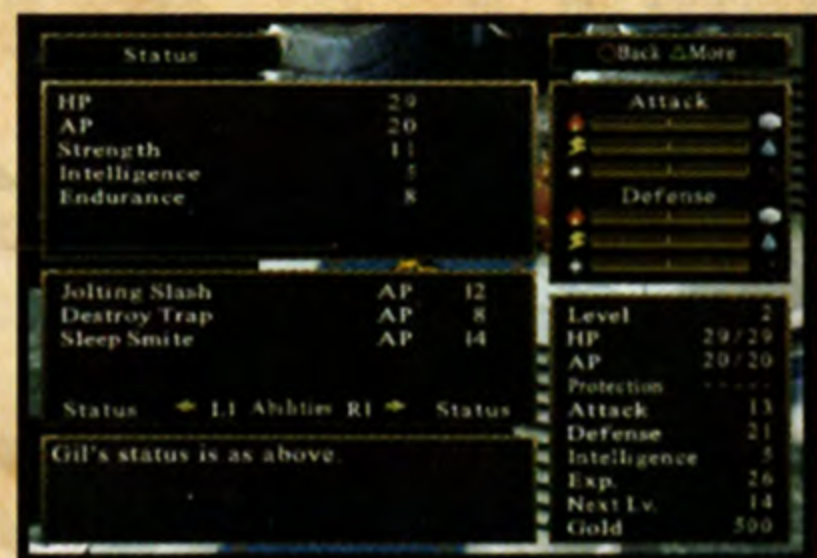 Status
Back More
HP 29
AP 20
Strength 11
Intelligence 5
Endurance 8
Attack
Defense
Jolting Slash AP 12
Destroy Trap AP 8
Sleep Smite AP 14
Status L1 Abilities R1 Status
Gil's status is as above.
Level 2
HP 29/29
AP 20/20
Protection -----
Attack 13
Defense 21
Intelligence 5
Exp. 26
Next Lv. 14
Gold 500